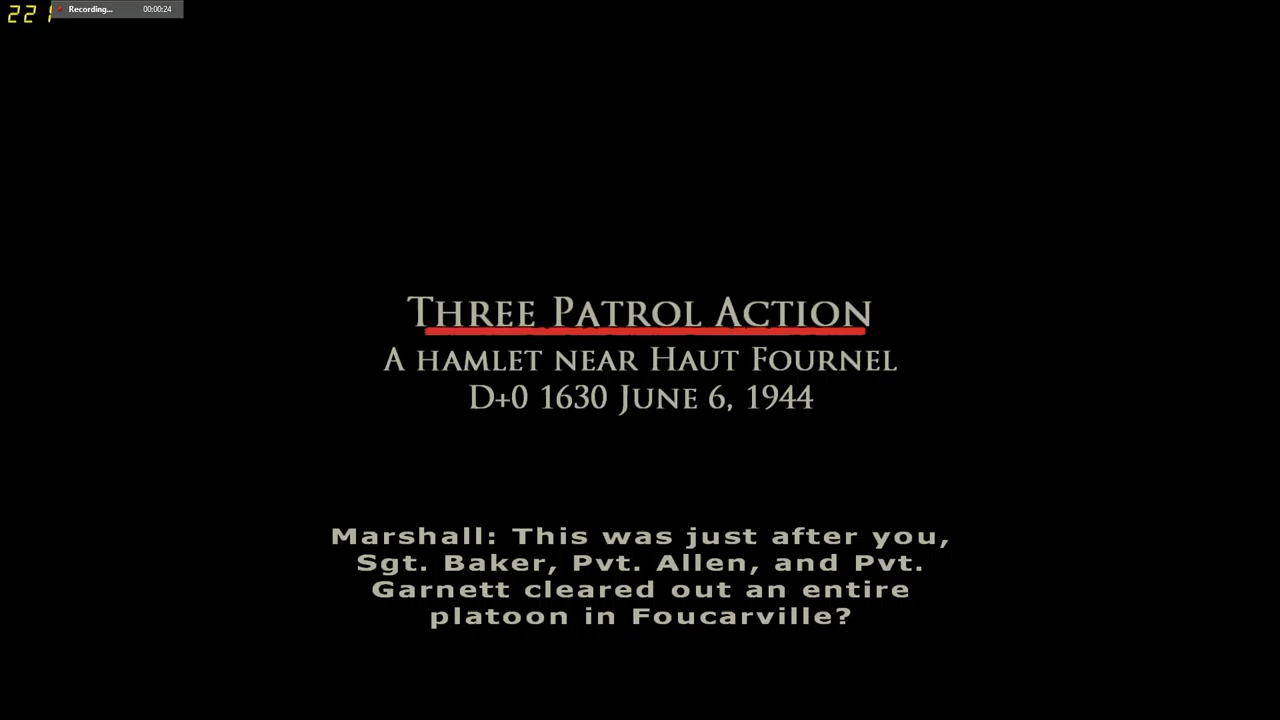 221
Recording... 00:00:24
THREE PATROL ACTION
A HAMLET NEAR HAUT FOURNEL
D+0 1630 JUNE 6, 1944
Marshall: This was just after you,
Sgt. Baker, Pvt. Allen, and Pvt.
Garnett cleared out an entire
platoon in Foucarville?